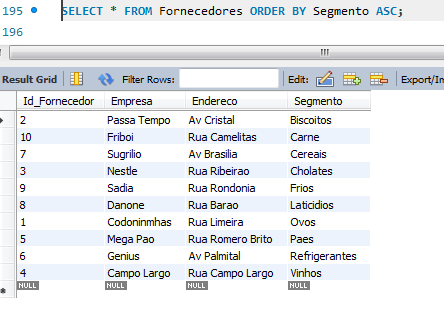 195 SELECT * FROM Fornecedores ORDER BY Segmento ASC;
196
Result Grid Filter Rows: Edit: Export/In
Id_Fornecedor Empresa Endereco Segmento
2 Passa Tempo Av Cristal Biscoitos
10 Friboi Rua Camelitas Carne
7 Sugrilio Av Brasilia Cereais
3 Nestle Rua Ribeirao Cholates
9 Sadia Rua Rondonia Frios
8 Danone Rua Barao Laticidios
1 Codoninmhas Rua Limeira Ovos
5 Mega Pao Rua Romero Brito Paes
6 Genius Av Palmital Refrigerantes
4 Campo Largo Rua Campo Largo Vinhos
NULL NULL NULL NULL